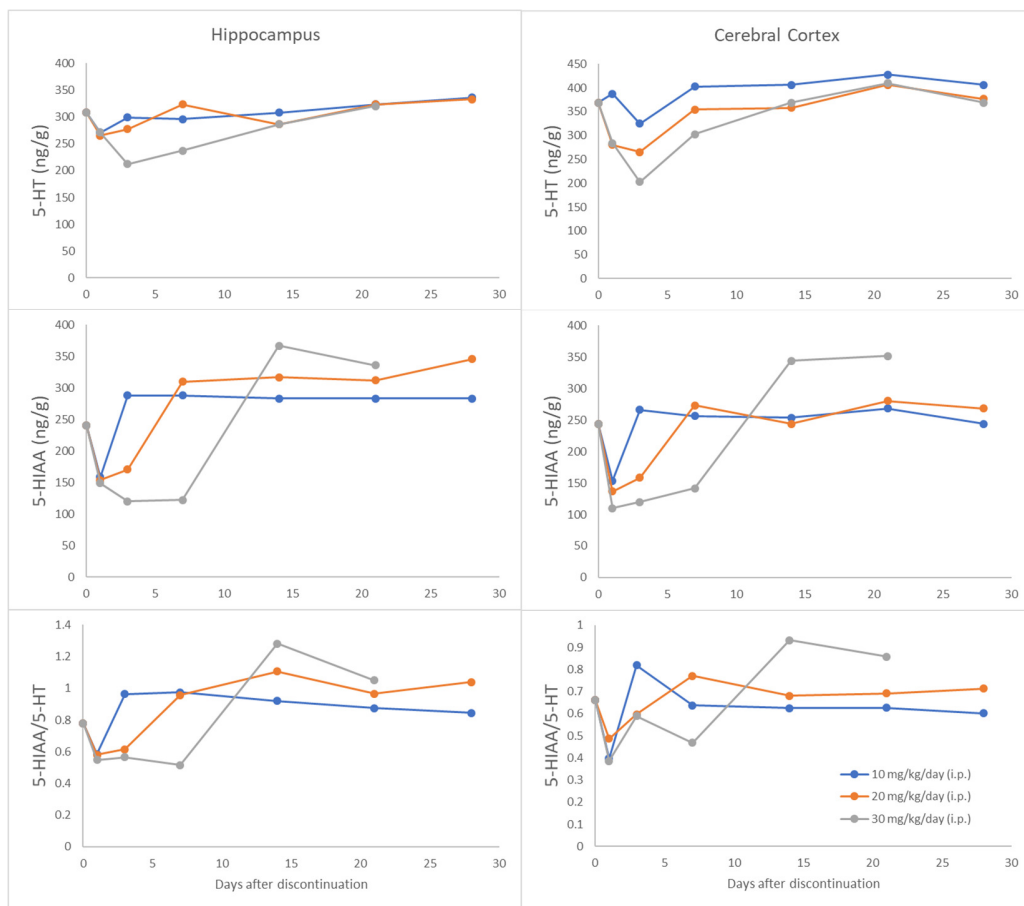 Hippocampus
400
350
300
250
200
150
100
50
0
5-HT (ng/g)
0 5 10 15 20 25 30
Cerebral Cortex
450
400
350
300
250
200
150
100
50
0
5-HT (ng/g)
0 5 10 15 20 25 30
400
350
300
250
200
150
100
50
0
5-HIAA (ng/g)
0 5 10 15 20 25 30
400
350
300
250
200
150
100
50
0
5-HIAA (ng/g)
0 5 10 15 20 25 30
1.4
1.2
1
0.8
0.6
0.4
0.2
0
5-HIAA/5-HT
0 5 10 15 20 25 30
Days after discontinuation
1
0.9
0.8
0.7
0.6
0.5
0.4
0.3
0.2
0.1
0
5-HIAA/5-HT
10 mg/kg/day (i.p.)
20 mg/kg/day (i.p.)
30 mg/kg/day (i.p.)
0 5 10 15 20 25 30
Days after discontinuation